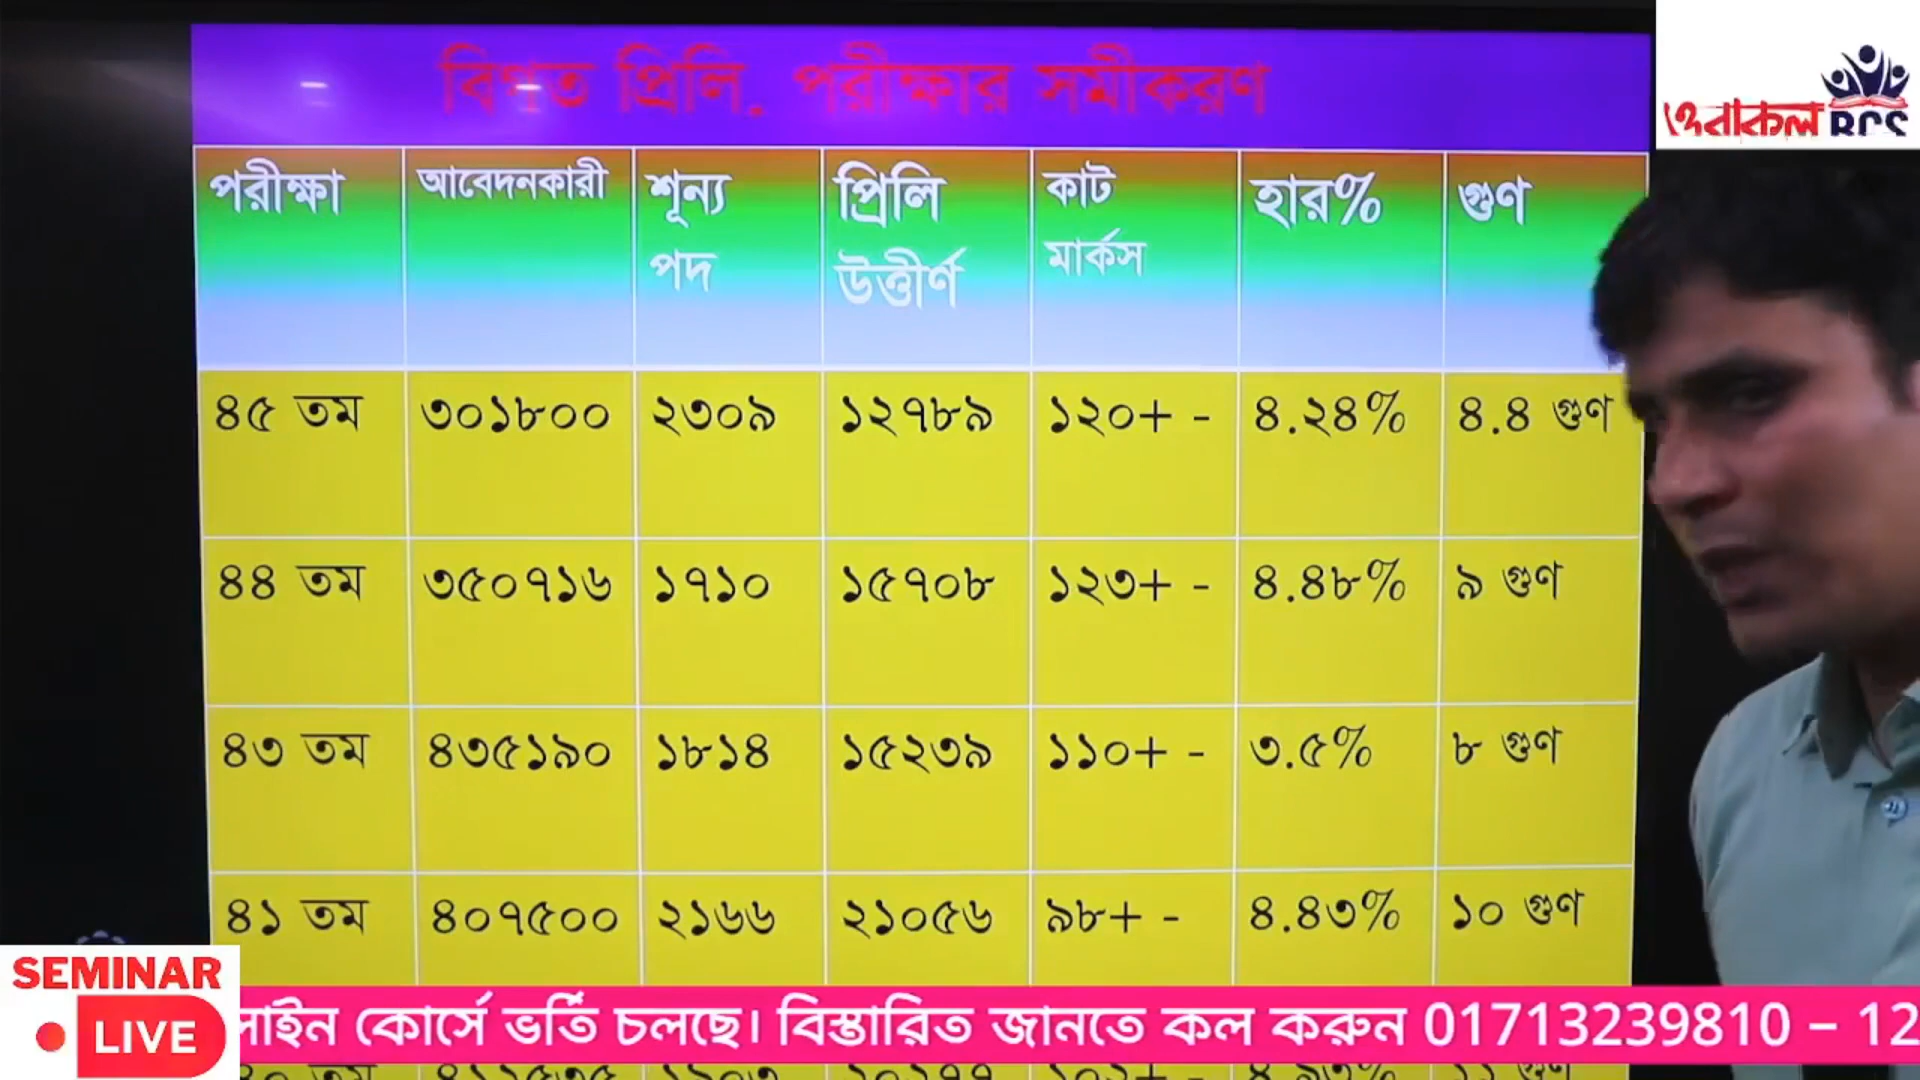 বিগত প্রিলি. পরীক্ষার সমীকরণ
ওরাকল BCS
পরীক্ষা আবেদনকারী শূন্য পদ প্রিলি উত্তীর্ণ কাট মার্কস হার% গুণ
৪৫ তম ৩০১৮০০ ২৩০৯ ১২৭৮৯ ১২০+ - ৪.২৪% ৪.৪ গুণ
৪৪ তম ৩৫০৭১৬ ১৭১০ ১৫৭০৮ ১২৩+ - ৪.৪৮% ৯ গুণ
৪৩ তম ৪৩৫১৯০ ১৮১৪ ১৫২৩৯ ১১০+ - ৩.৫% ৮ গুণ
৪১ তম ৪০৭৫০০ ২১৬৬ ২১০৫৬ ৯৮+ - ৪.৪৩% ১০ গুণ
SEMINAR
LIVE
লাইন কোর্সে ভর্তি চলছে। বিস্তারিত জানতে কল করুন 01713239810 – 12